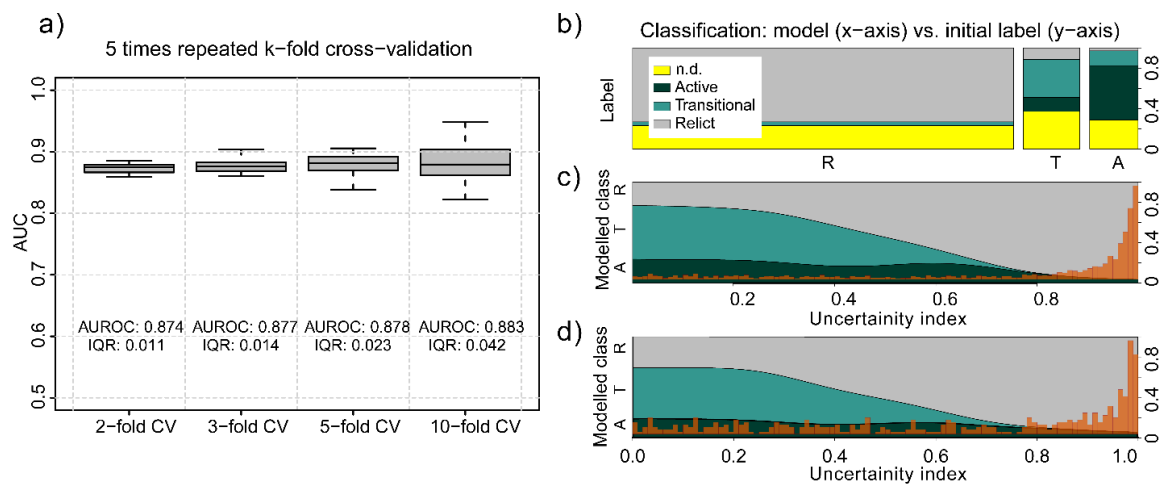 a)
5 times repeated k−fold cross−validation
AUC
1.0
0.9
0.8
0.7
0.6
0.5
AUROC: 0.874
IQR: 0.011
AUROC: 0.877
IQR: 0.014
AUROC: 0.878
IQR: 0.023
AUROC: 0.883
IQR: 0.042
2−fold CV
3−fold CV
5−fold CV
10−fold CV
b)
Classification: model (x−axis) vs. initial label (y−axis)
Label
n.d.
Active
Transitional
Relict
0 0.4 0.8
R T A
c)
Modelled class
A T R
0 0.4 0.8
0.2 0.4 0.6 0.8
Uncertainity index
d)
Modelled class
A T R
0 0.4 0.8
0.0 0.2 0.4 0.6 0.8 1.0
Uncertainity index